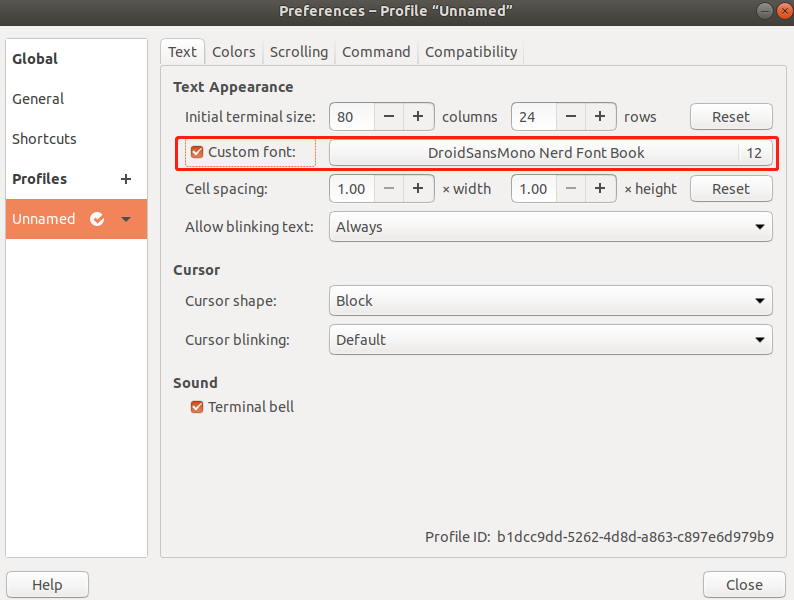 Preferences – Profile “Unnamed”
Global
General
Shortcuts
Profiles +
Unnamed
Text Colors Scrolling Command Compatibility
Text Appearance
Initial terminal size: 80 − + columns 24 − + rows Reset
Custom font: DroidSansMono Nerd Font Book 12
Cell spacing: 1.00 − + × width 1.00 − + × height Reset
Allow blinking text: Always
Cursor
Cursor shape: Block
Cursor blinking: Default
Sound
Terminal bell
Profile ID: b1dcc9dd-5262-4d8d-a863-c897e6d979b9
Help Close